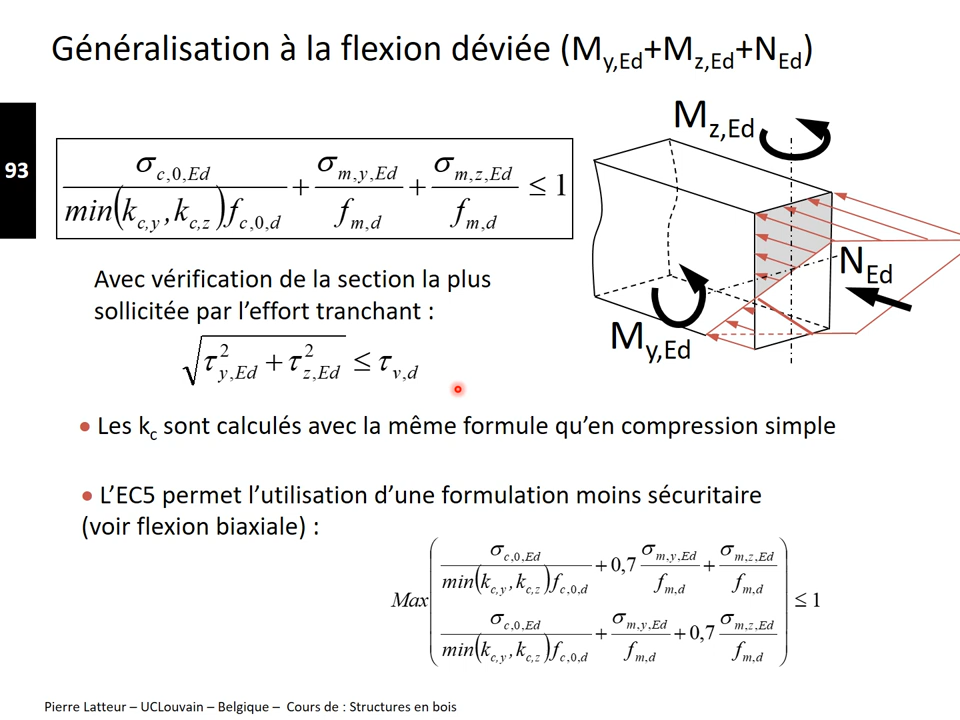 Généralisation à la flexion déviée (My,Ed+Mz,Ed+NEd)
93
σc,0,Ed / min(kc,y ,kc,z )fc,0,d + σm,y,Ed / fm,d + σm,z,Ed / fm,d ≤ 1
Mz,Ed
NEd
My,Ed
Avec vérification de la section la plus
sollicitée par l’effort tranchant :
√(τ²y,Ed + τ²z,Ed) ≤ τv,d
• Les kc sont calculés avec la même formule qu’en compression simple
• L’EC5 permet l’utilisation d’une formulation moins sécuritaire
(voir flexion biaxiale) :
Max( σc,0,Ed / min(kc,y ,kc,z )fc,0,d + 0,7 σm,y,Ed / fm,d + σm,z,Ed / fm,d
σc,0,Ed / min(kc,y ,kc,z )fc,0,d + σm,y,Ed / fm,d + 0,7 σm,z,Ed / fm,d ) ≤ 1
Pierre Latteur – UCLouvain – Belgique – Cours de : Structures en bois